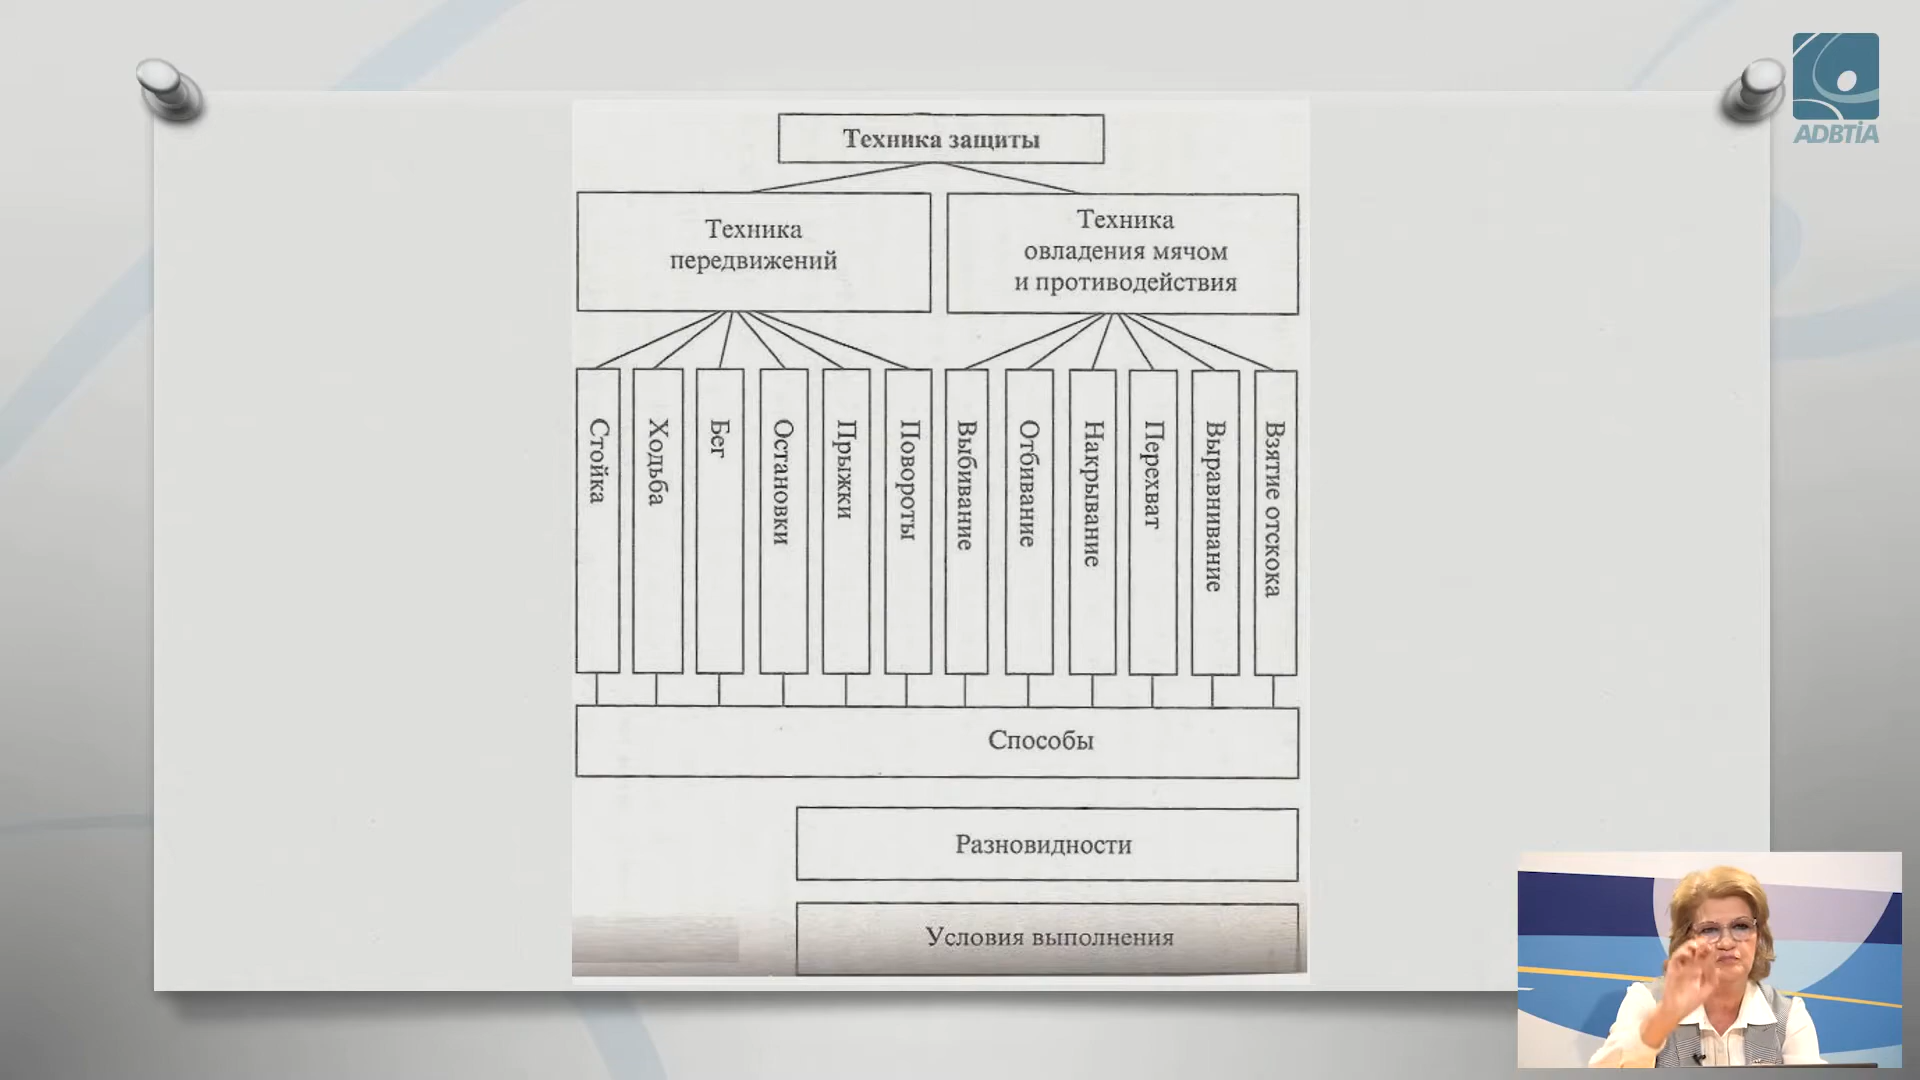 ADBTİA
Техника защиты
Техника
передвижений
Техника
овладения мячом
и противодействия
Стойка
Ходьба
Бег
Остановки
Прыжки
Повороты
Выбивание
Отбивание
Накрывание
Перехват
Выравнивание
Взятие отскока
Способы
Разновидности
Условия выполнения